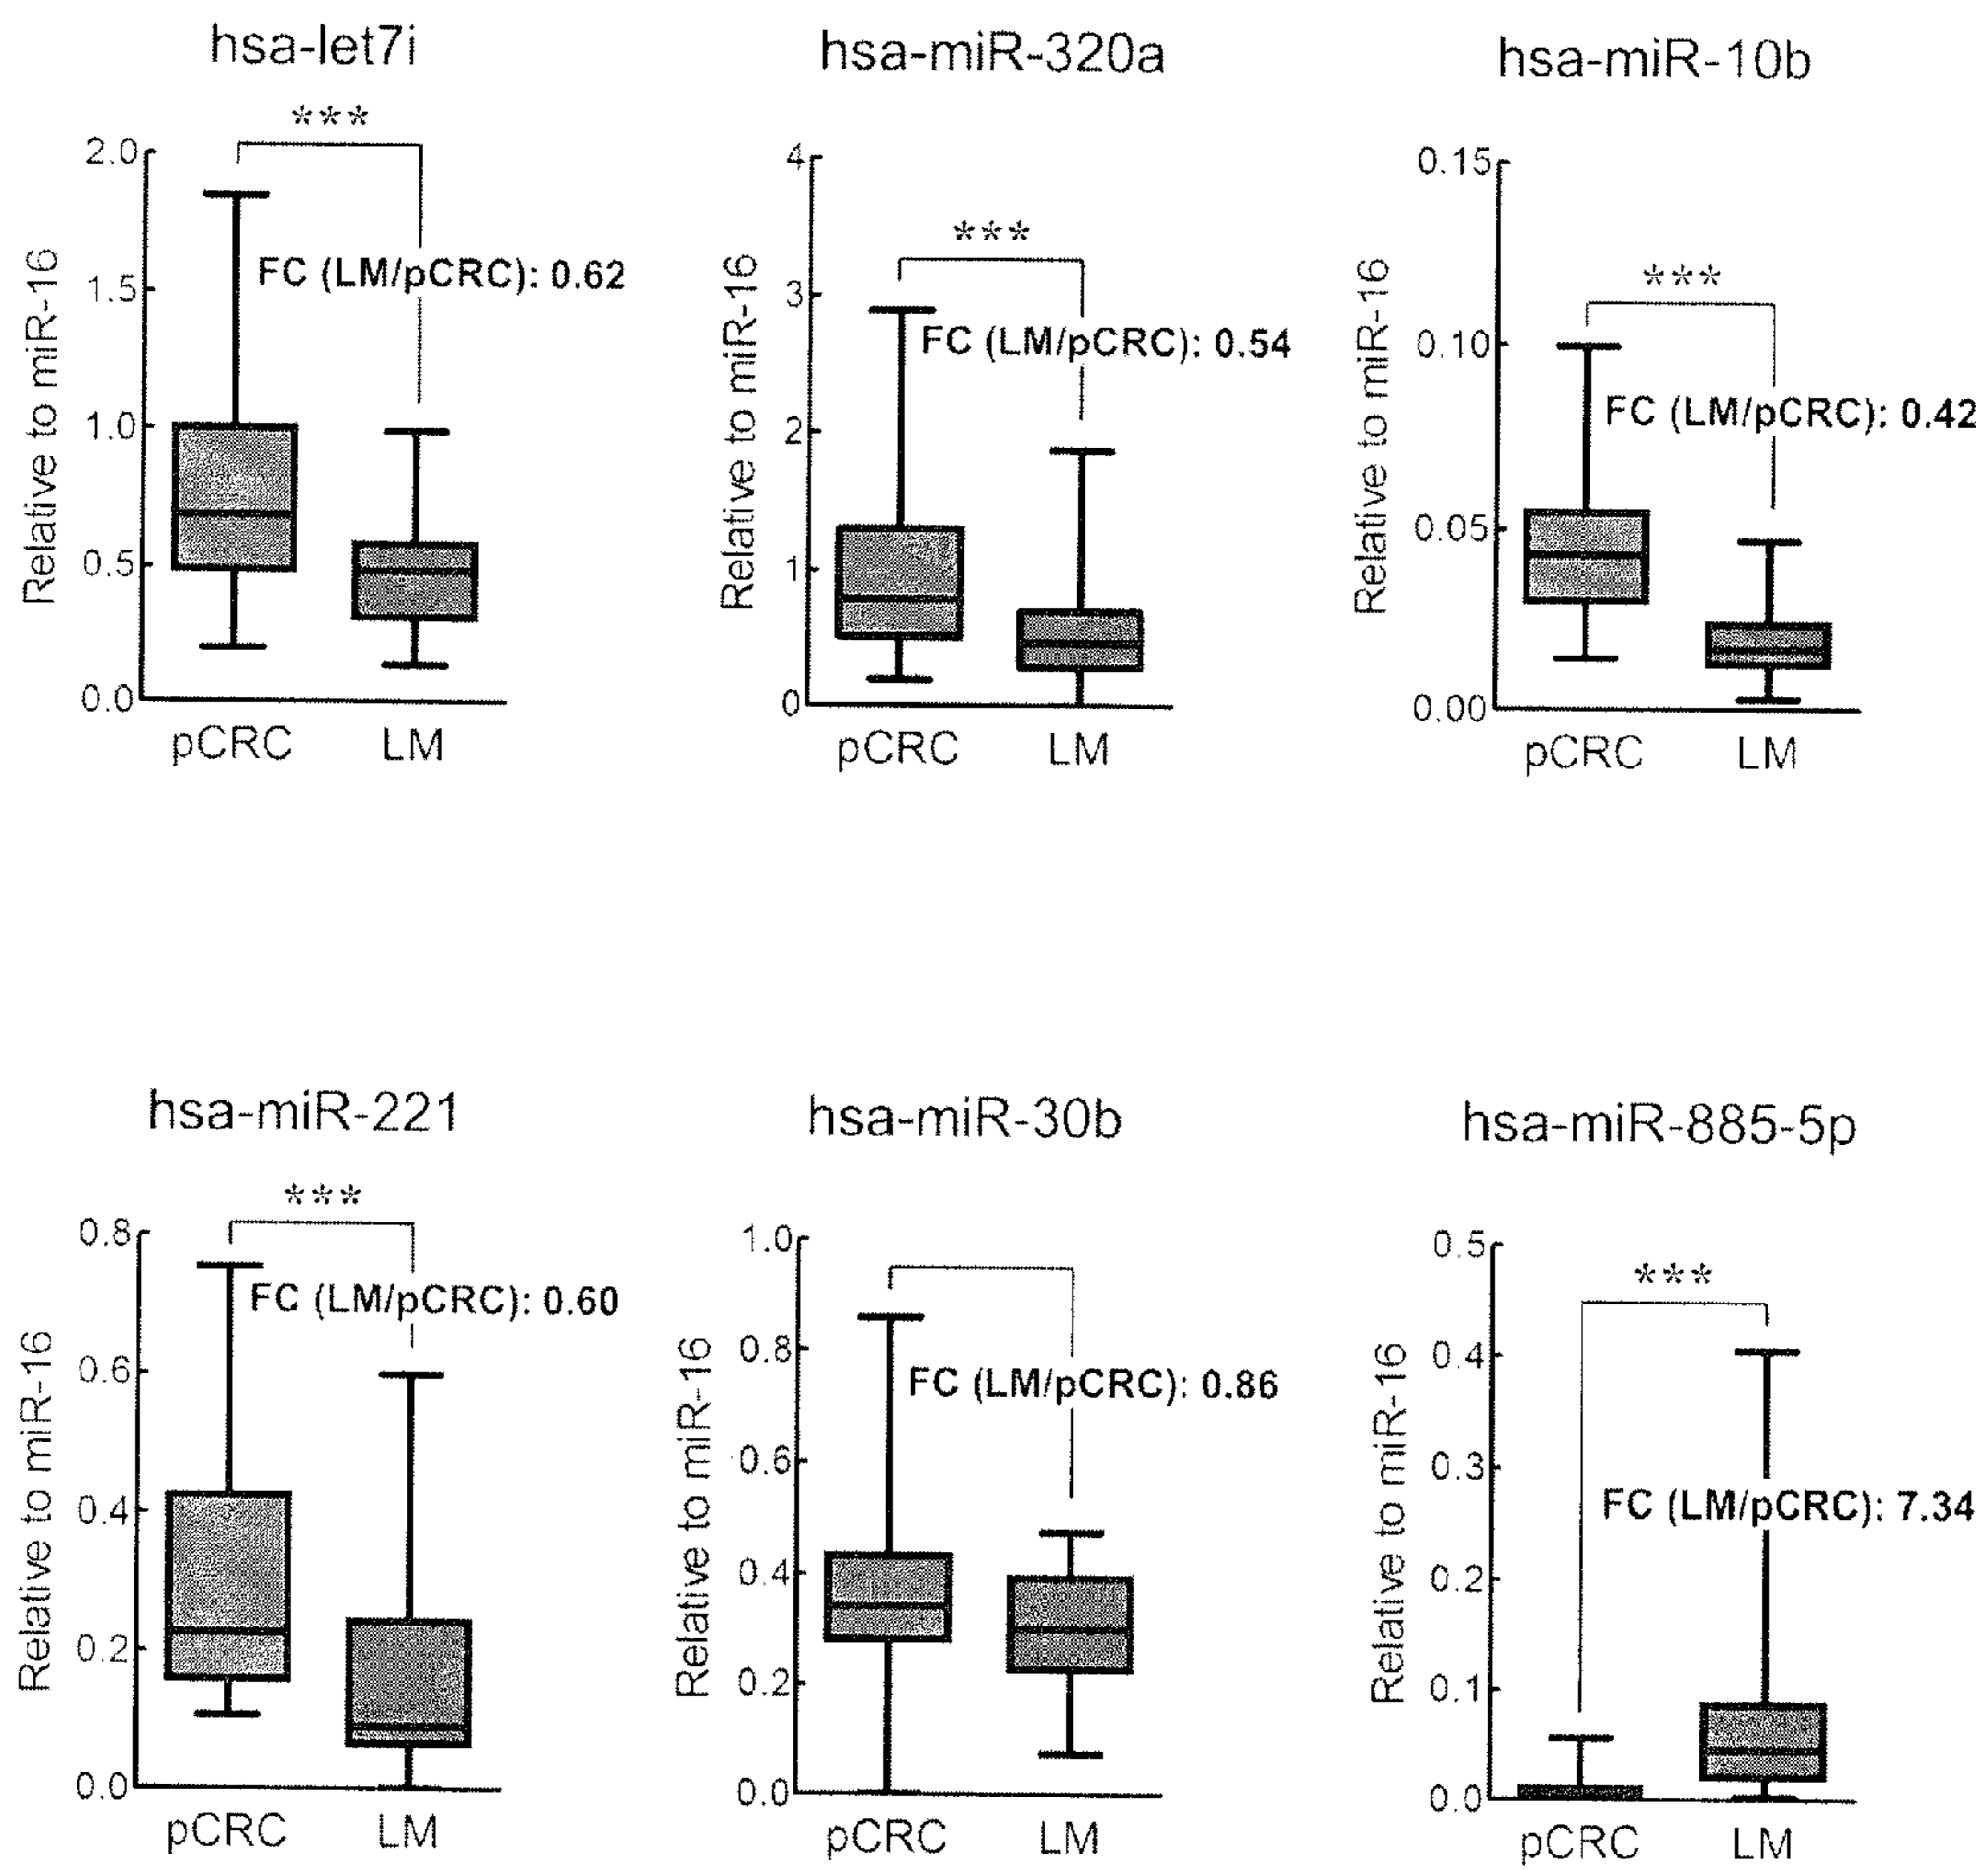 hsa-let7i
hsa-miR-320a
hsa-miR-10b
***
2.0
1.5
1.0
0.5
0.0
Relative to miR-16
FC (LM/pCRC): 0.62
pCRC
LM
***
4
3
2
1
0
Relative to miR-16
FC (LM/pCRC): 0.54
pCRC
LM
***
0.15
0.10
0.05
0.00
Relative to miR-16
FC (LM/pCRC): 0.42
pCRC
LM
hsa-miR-221
hsa-miR-30b
hsa-miR-885-5p
***
0.8
0.6
0.4
0.2
0.0
Relative to miR-16
FC (LM/pCRC): 0.60
pCRC
LM
1.0
0.8
0.6
0.4
0.2
0.0
Relative to miR-16
FC (LM/pCRC): 0.86
pCRC
LM
***
0.5
0.4
0.3
0.2
0.1
0.0
Relative to miR-16
FC (LM/pCRC): 7.34
pCRC
LM